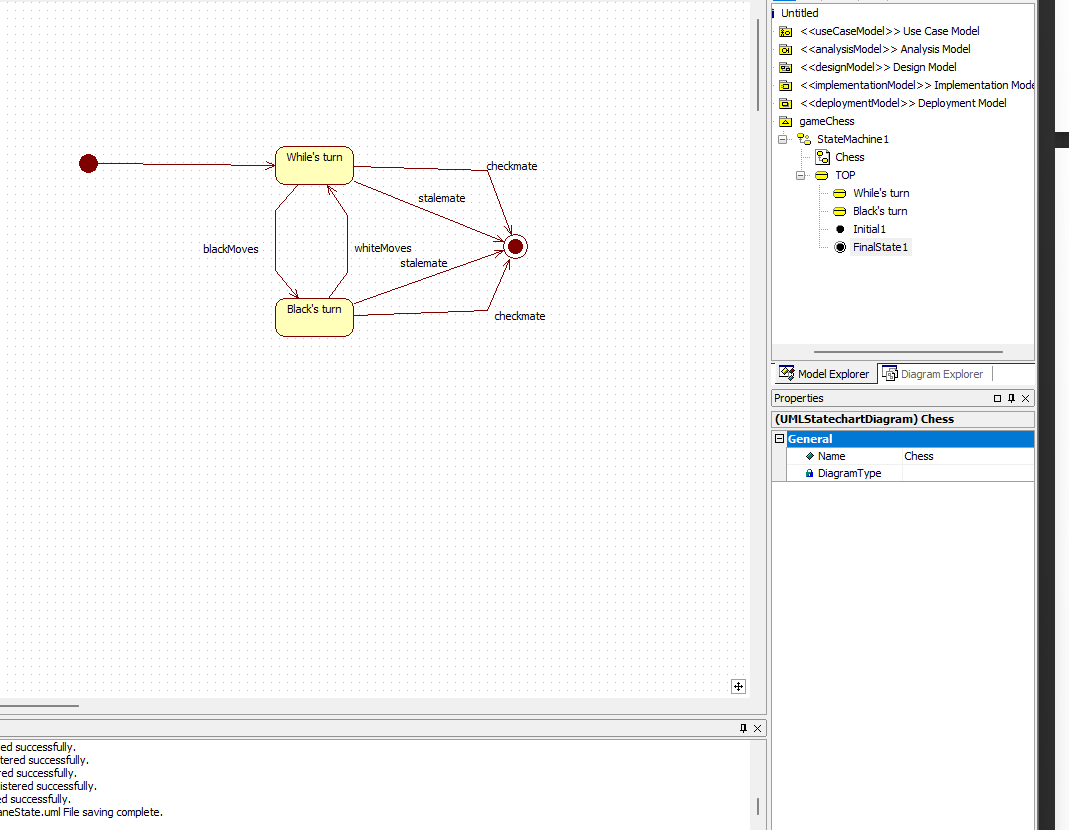 While's turn
checkmate
stalemate
blackMoves
whiteMoves
stalemate
Black's turn
checkmate
Untitled
<<useCaseModel>> Use Case Model
<<analysisModel>> Analysis Model
<<designModel>> Design Model
<<implementationModel>> Implementation Mode
<<deploymentModel>> Deployment Model
gameChess
StateMachine1
Chess
TOP
While's turn
Black's turn
Initial1
FinalState1
Model Explorer
Diagram Explorer
Properties
(UMLStatechartDiagram) Chess
General
Name Chess
DiagramType
ed successfully.
tered successfully.
red successfully.
istered successfully.
d successfully.
aneState.uml File saving complete.